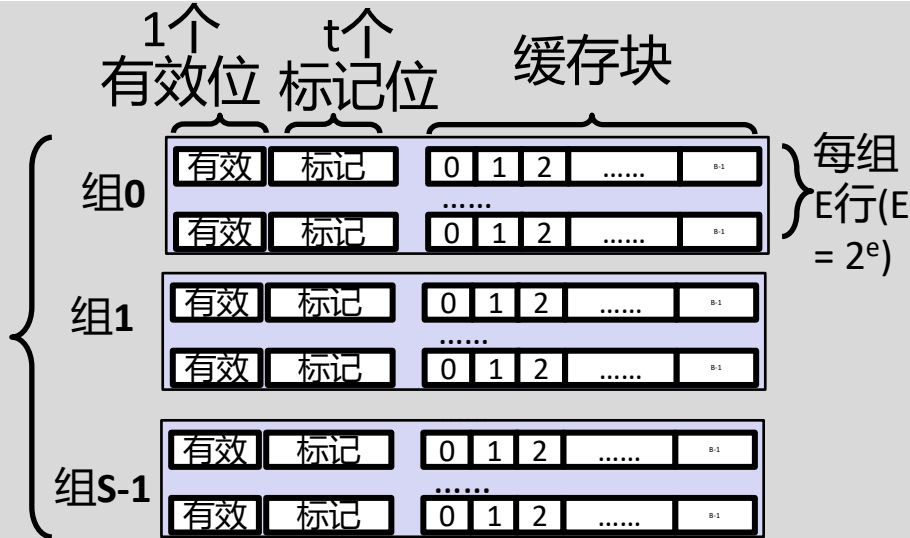 1个
有效位
t个
标记位
缓存块
组0
有效 标记 0 1 2 ...... B-1
......
有效 标记 0 1 2 ...... B-1
每组
E行(E
= 2ᵉ)
组1
有效 标记 0 1 2 ...... B-1
......
有效 标记 0 1 2 ...... B-1
组S-1
有效 标记 0 1 2 ...... B-1
......
有效 标记 0 1 2 ...... B-1